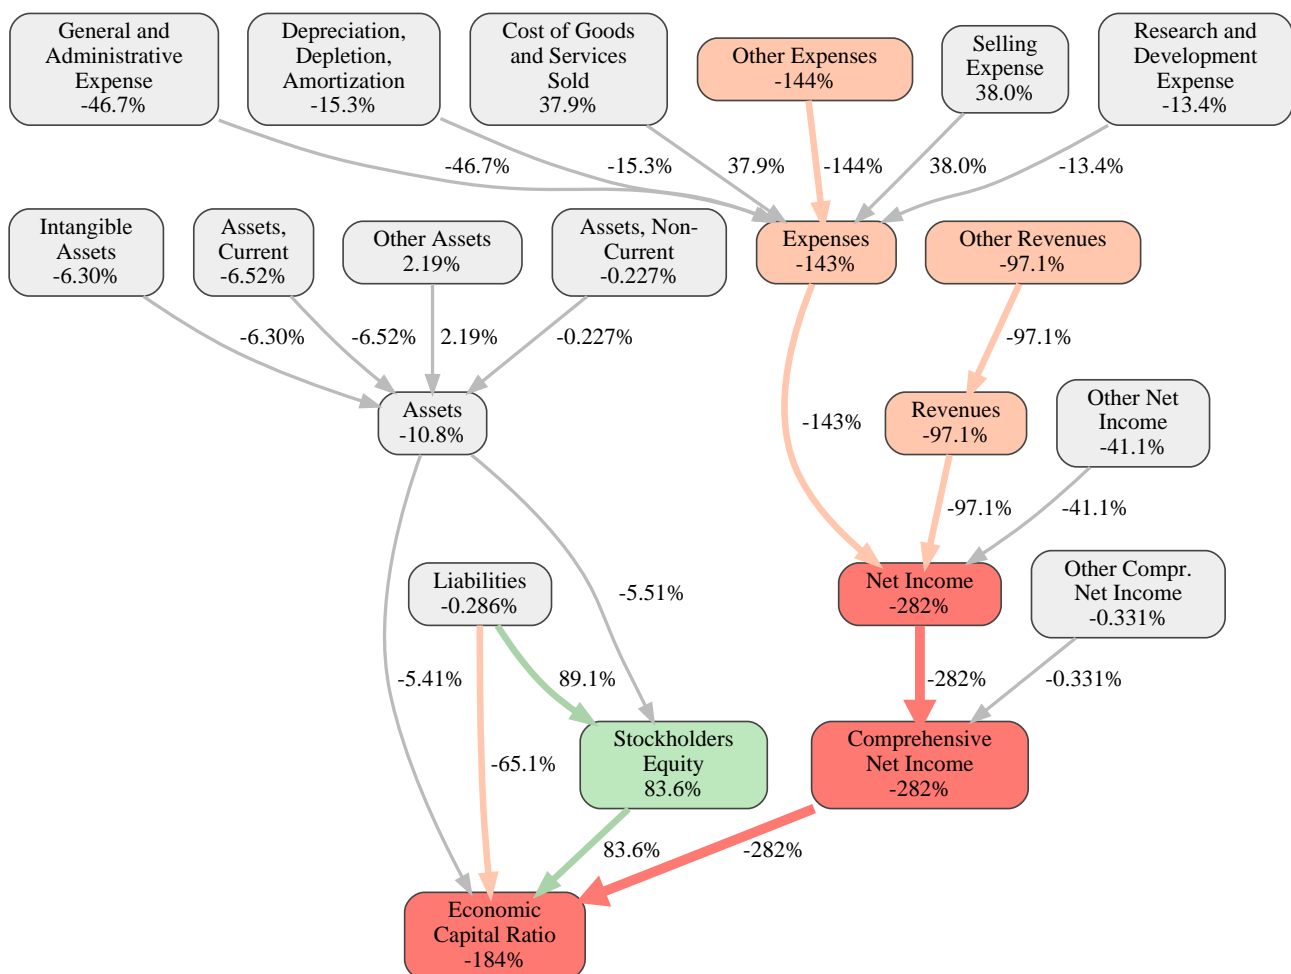 General and
Administrative
Expense
-46.7%
Depreciation,
Depletion,
Amortization
-15.3%
Cost of Goods
and Services
Sold
37.9%
Other Expenses
-144%
Selling
Expense
38.0%
Research and
Development
Expense
-13.4%
-46.7%
-15.3%
37.9%
-144%
38.0%
-13.4%
Intangible
Assets
-6.30%
Assets,
Current
-6.52%
Other Assets
2.19%
Assets, Non-
Current
-0.227%
Expenses
-143%
Other Revenues
-97.1%
-6.30%
-6.52%
2.19%
-0.227%
-97.1%
Assets
-10.8%
-143%
Revenues
-97.1%
Other Net
Income
-41.1%
-97.1%
-41.1%
Liabilities
-0.286%
-5.51%
Net Income
-282%
Other Compr.
Net Income
-0.331%
-5.41%
89.1%
-282%
-0.331%
-65.1%
Stockholders
Equity
83.6%
Comprehensive
Net Income
-282%
83.6%
-282%
Economic
Capital Ratio
-184%